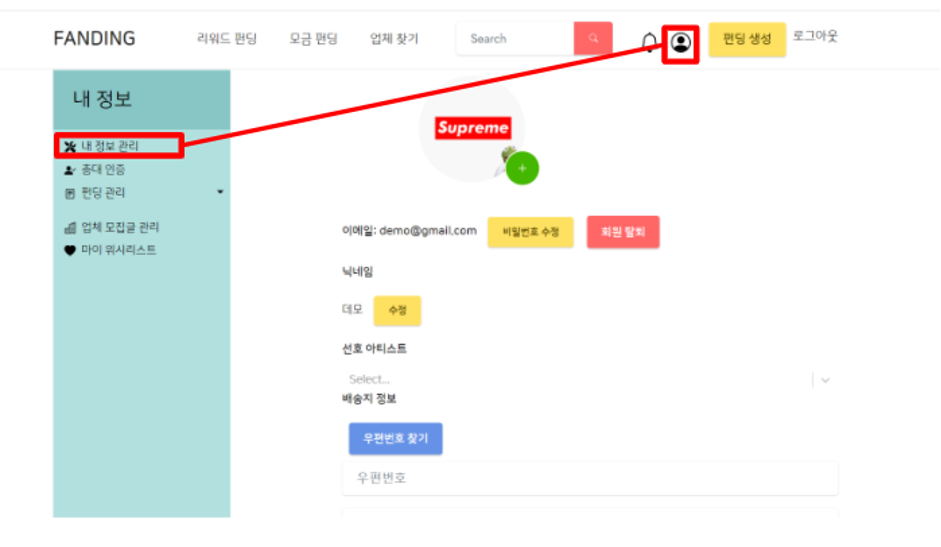 FANDING 리워드 펀딩 모금 펀딩 업체 찾기 Search 펀딩 생성 로그아웃
내 정보
내 정보 관리
총대 인증
펀딩 관리
업체 모집글 관리
마이 위시리스트
Supreme
+
이메일: demo@gmail.com 비밀번호 수정 회원 탈퇴
닉네임
데모 수정
선호 아티스트
Select...
배송지 정보
우편번호 찾기
우편번호